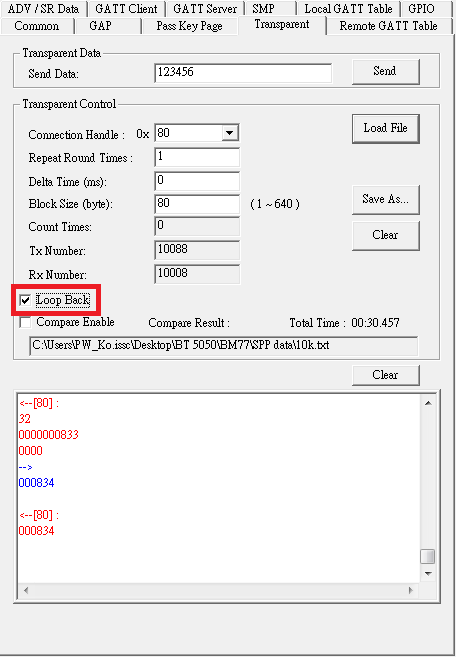 ADV / SR Data GATT Client GATT Server SMP Local GATT Table GPIO
Common GAP Pass Key Page Transparent Remote GATT Table
Transparent Data
Send Data: 123456 Send
Transparent Control
Connection Handle : 0x 80 Load File
Repeat Round Times : 1
Delta Time (ms): 0
Block Size (byte): 80 ( 1 ~ 640 ) Save As...
Count Times: 0 Clear
Tx Number: 10088
Rx Number: 10008
Loop Back
Compare Enable Compare Result : Total Time : 00:30.457
C:\Users\PW_Ko.issc\Desktop\BT 5050\BM77\SPP data\10k.txt
Clear
<--[80] :
32
0000000833
0000
-->
000834
<--[80] :
000834